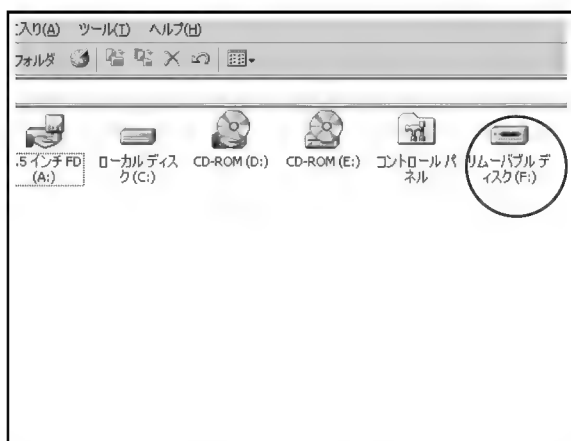 に入り(A) ツール(T) ヘルプ(H)
フォルダ
.5 インチ FD
(A:)
ローカル ディス
ク (C:)
CD-ROM (D:)
CD-ROM (E:)
コントロール パ
ネル
リムーバブル デ
ィスク (F:)